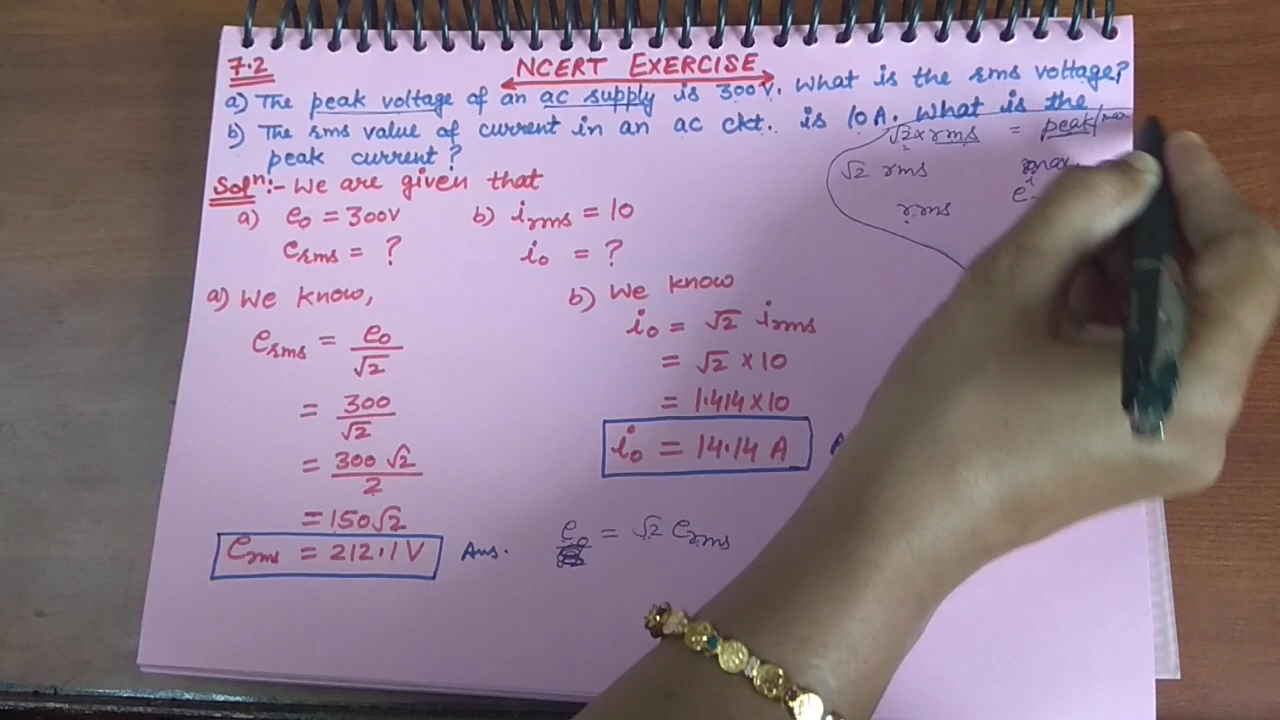 7.2 NCERT EXERCISE
a) The peak voltage of an ac supply is 300V. What is the rms voltage?
b) The rms value of current in an ac ckt. is 10A. What is the
peak current?
√2 × rms = peak/max
√2 rms max
rms e
Solⁿ:- We are given that
a) e₀ = 300V
erms = ?
b) irms = 10
i₀ = ?
a) We know,
erms = e₀/√2
= 300/√2
= 300√2/2
= 150√2
erms = 212.1V Ans.
b) We know
i₀ = √2 irms
= √2 × 10
= 1.414×10
i₀ = 14.14 A
e₀ = √2 erms